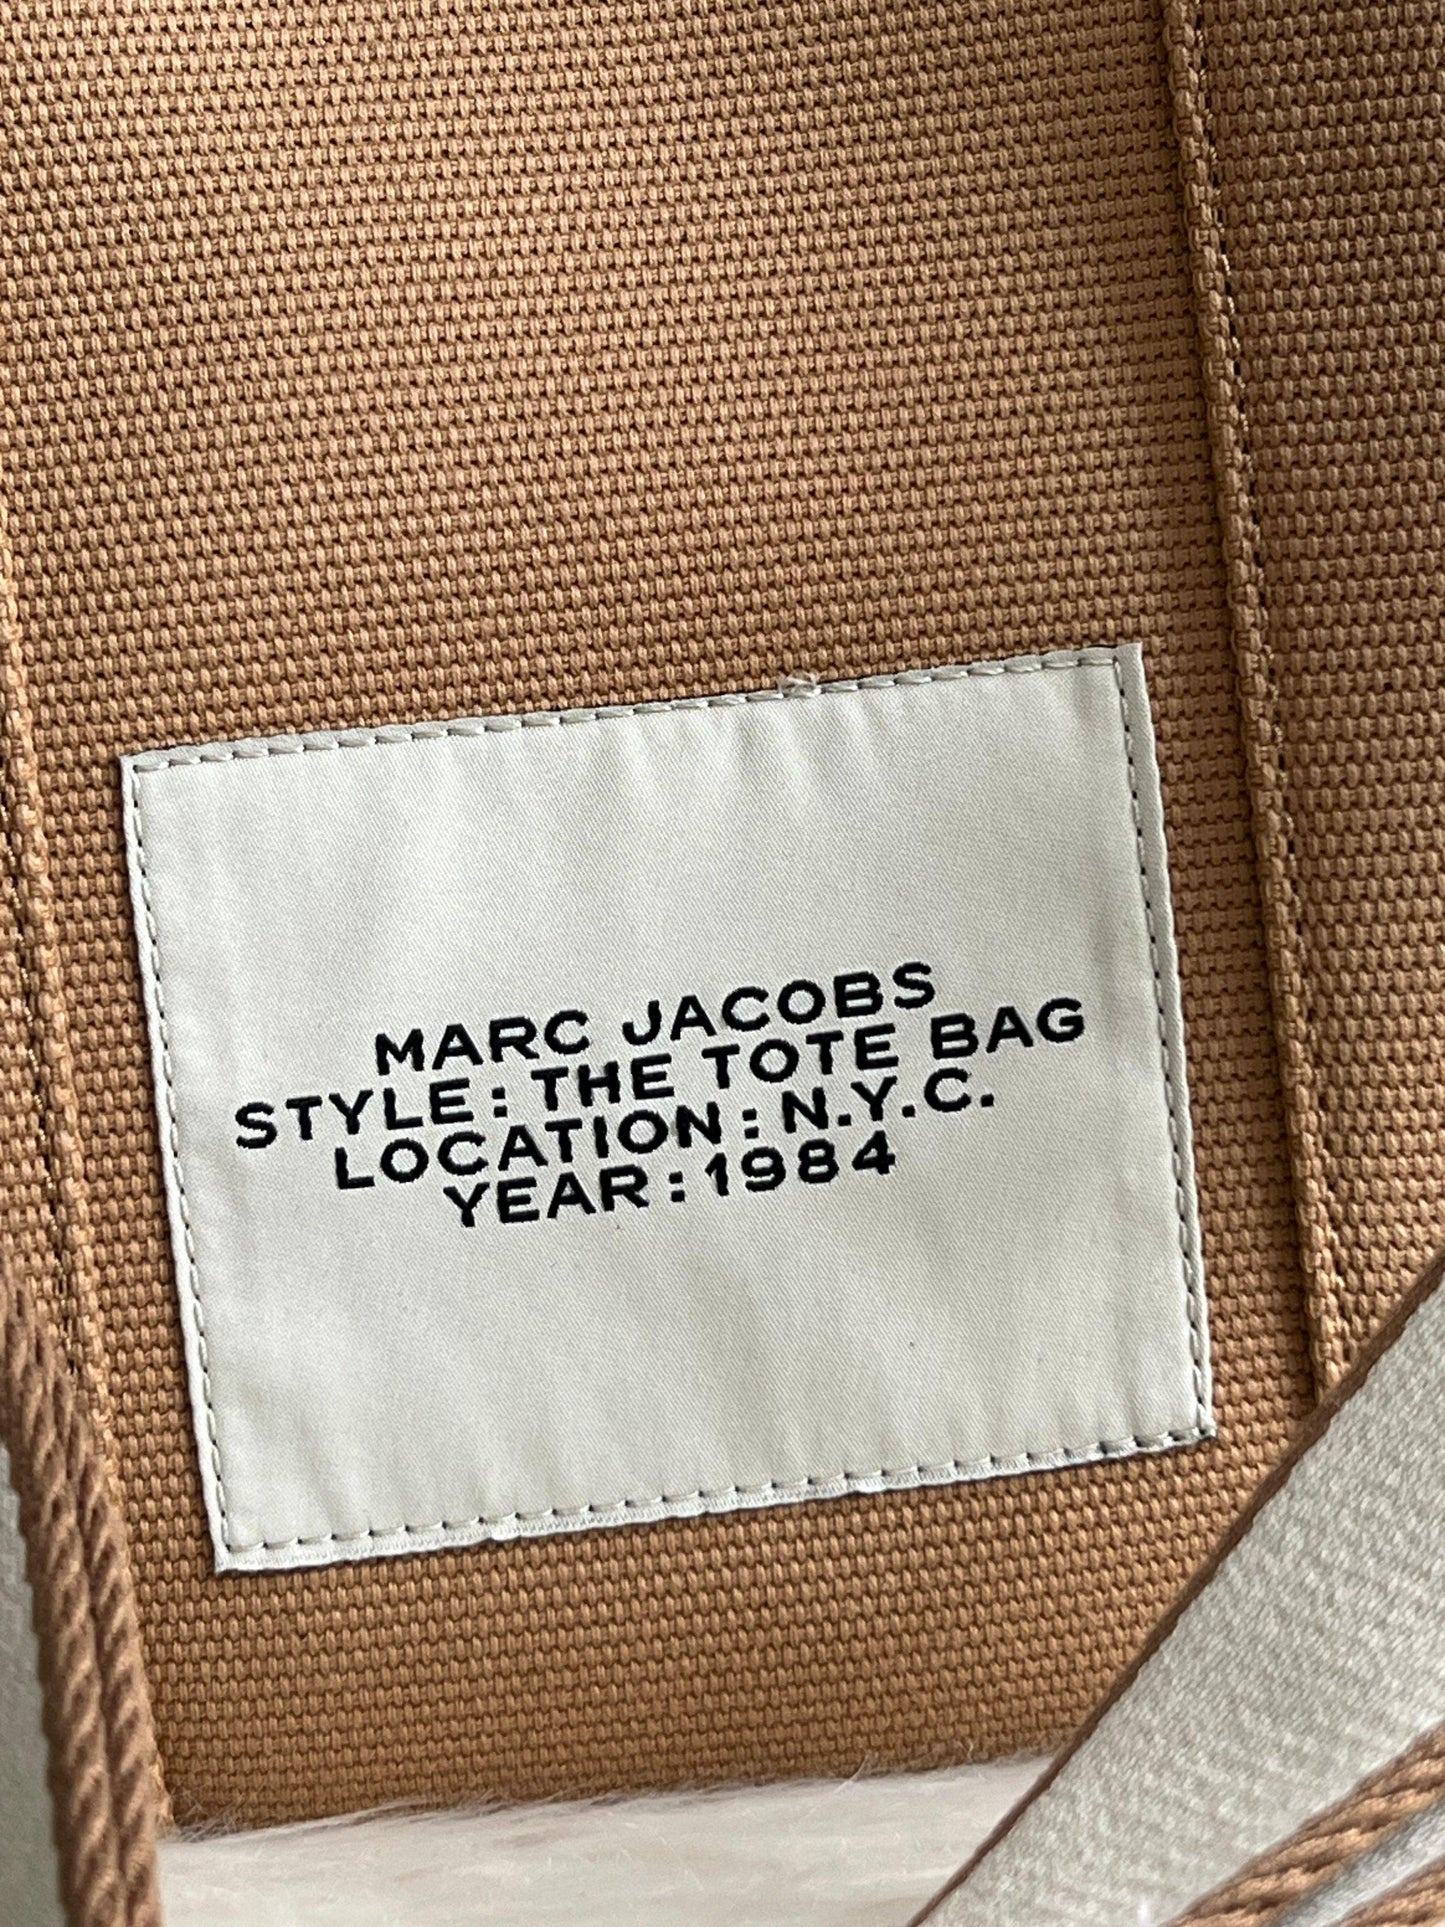 MARC JACOBS
STYLE: THE TOTE BAG
LOCATION: N.Y.C.
YEAR: 1984